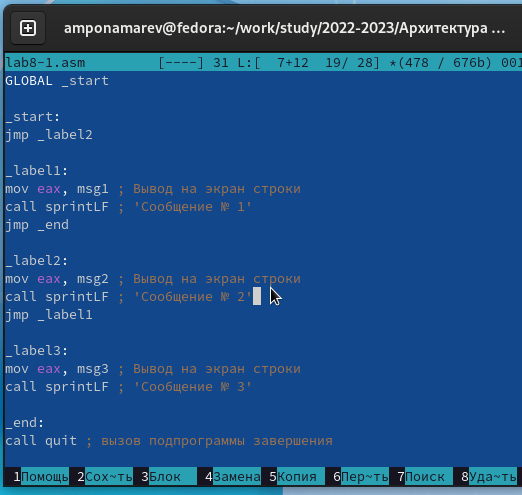 amponamarev@fedora:~/work/study/2022-2023/Архитектура ...
lab8-1.asm [----] 31 L:[ 7+12 19/ 28] *(478 / 676b) 001
GLOBAL _start
_start:
jmp _label2
_label1:
mov eax, msg1 ; Вывод на экран строки
call sprintLF ; 'Сообщение № 1'
jmp _end
_label2:
mov eax, msg2 ; Вывод на экран строки
call sprintLF ; 'Сообщение № 2'
jmp _label1
_label3:
mov eax, msg3 ; Вывод на экран строки
call sprintLF ; 'Сообщение № 3'
_end:
call quit ; вызов подпрограммы завершения
1Помощь 2Сох~ть 3Блок 4Замена 5Копия 6Пер~ть 7Поиск 8Уда~ть